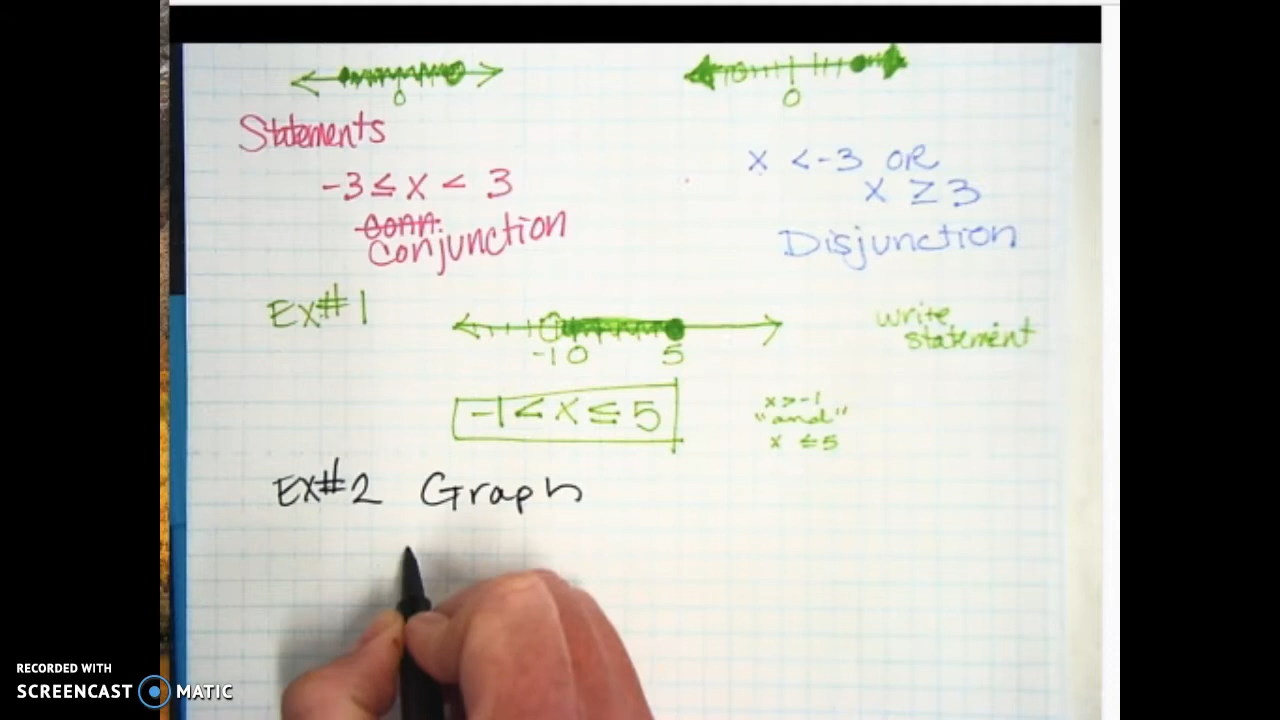 0
0
Statements
-3 ≤ x < 3
conn.
Conjunction
x < -3 OR
x ≥ 3
Disjunction
Ex#1
-1 0 5
write
statement
-1 < x ≤ 5
x > -1
"and"
x ≤ 5
Ex#2 Graph
RECORDED WITH
SCREENCAST MATIC